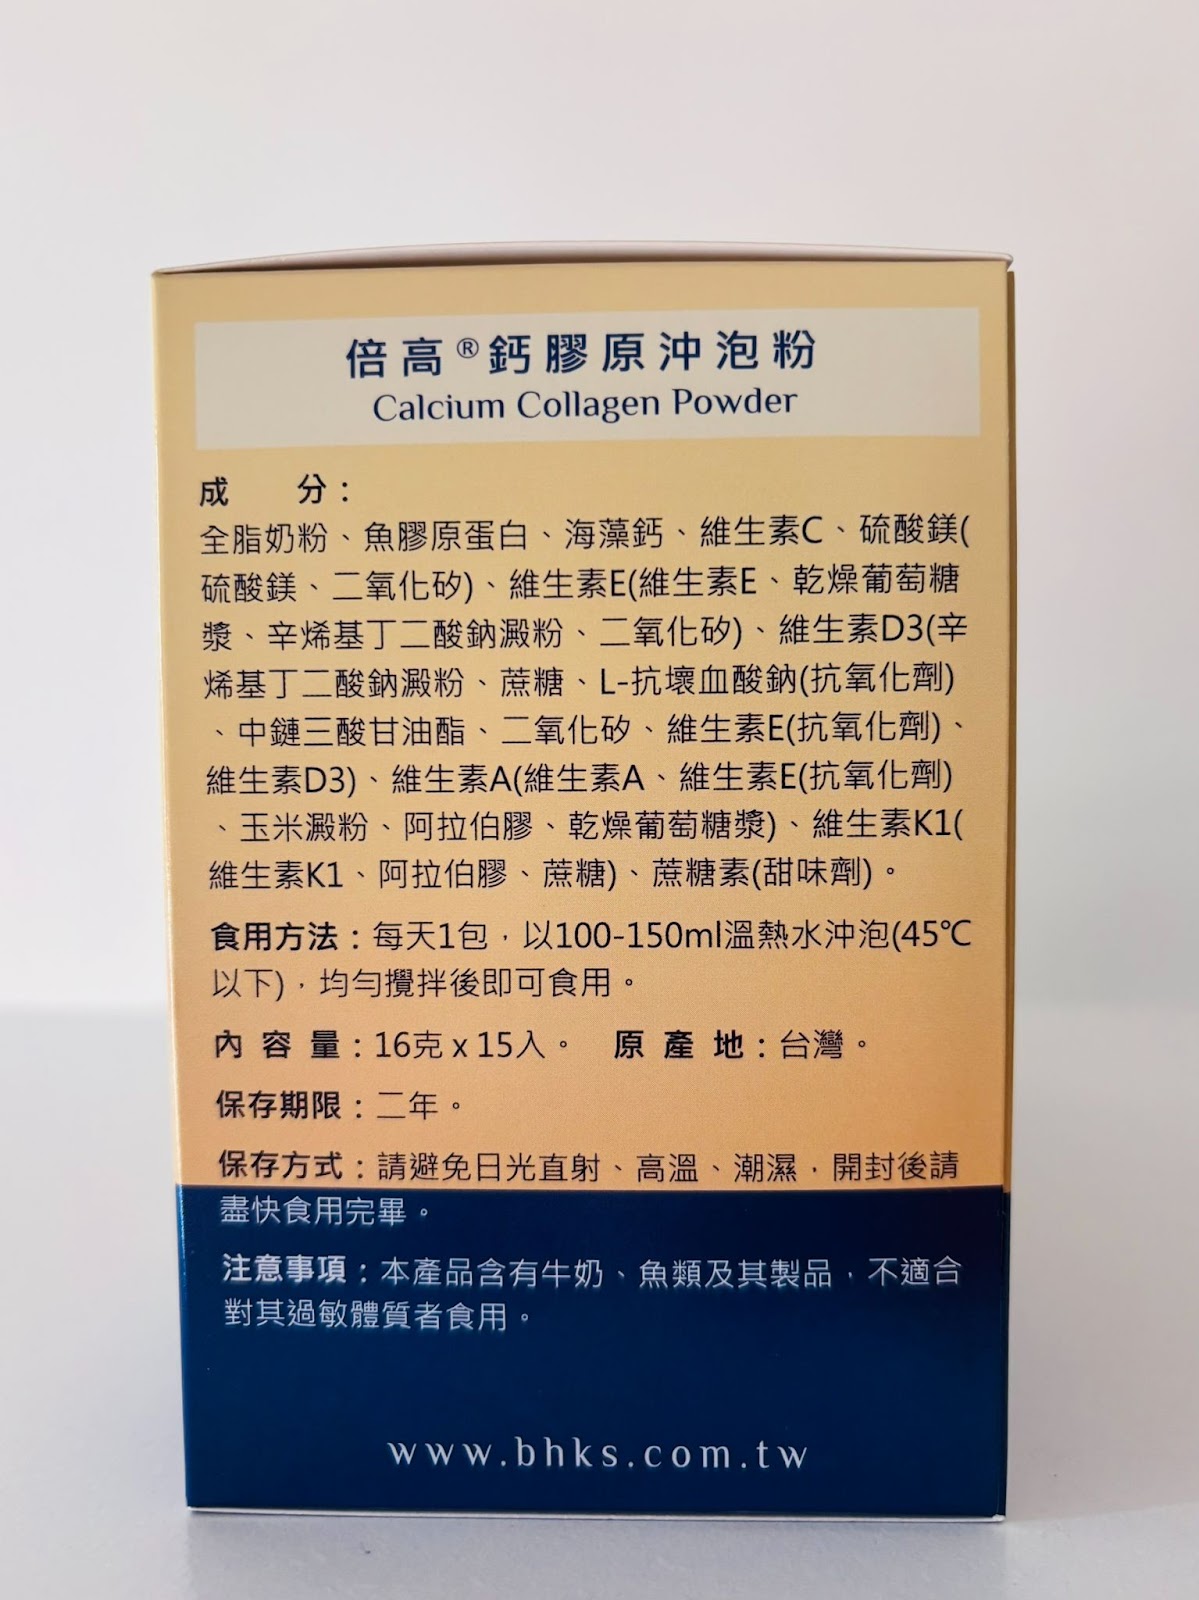 倍高®鈣膠原沖泡粉
Calcium Collagen Powder
成　　分：
全脂奶粉、魚膠原蛋白、海藻鈣、維生素C、硫酸鎂(
硫酸鎂、二氧化矽)、維生素E(維生素E、乾燥葡萄糖
漿、辛烯基丁二酸鈉澱粉、二氧化矽)、維生素D3(辛
烯基丁二酸鈉澱粉、蔗糖、L-抗壞血酸鈉(抗氧化劑)
、中鏈三酸甘油酯、二氧化矽、維生素E(抗氧化劑)、
維生素D3)、維生素A(維生素A、維生素E(抗氧化劑)
、玉米澱粉、阿拉伯膠、乾燥葡萄糖漿)、維生素K1(
維生素K1、阿拉伯膠、蔗糖)、蔗糖素(甜味劑)。
食用方法：每天1包，以100-150ml溫熱水沖泡(45℃
以下)，均勻攪拌後即可食用。
內容量：16克 x 15入。　原產地：台灣。
保存期限：二年。
保存方式：請避免日光直射、高溫、潮濕，開封後請
盡快食用完畢。
注意事項：本產品含有牛奶、魚類及其製品，不適合
對其過敏體質者食用。
www.bhks.com.tw